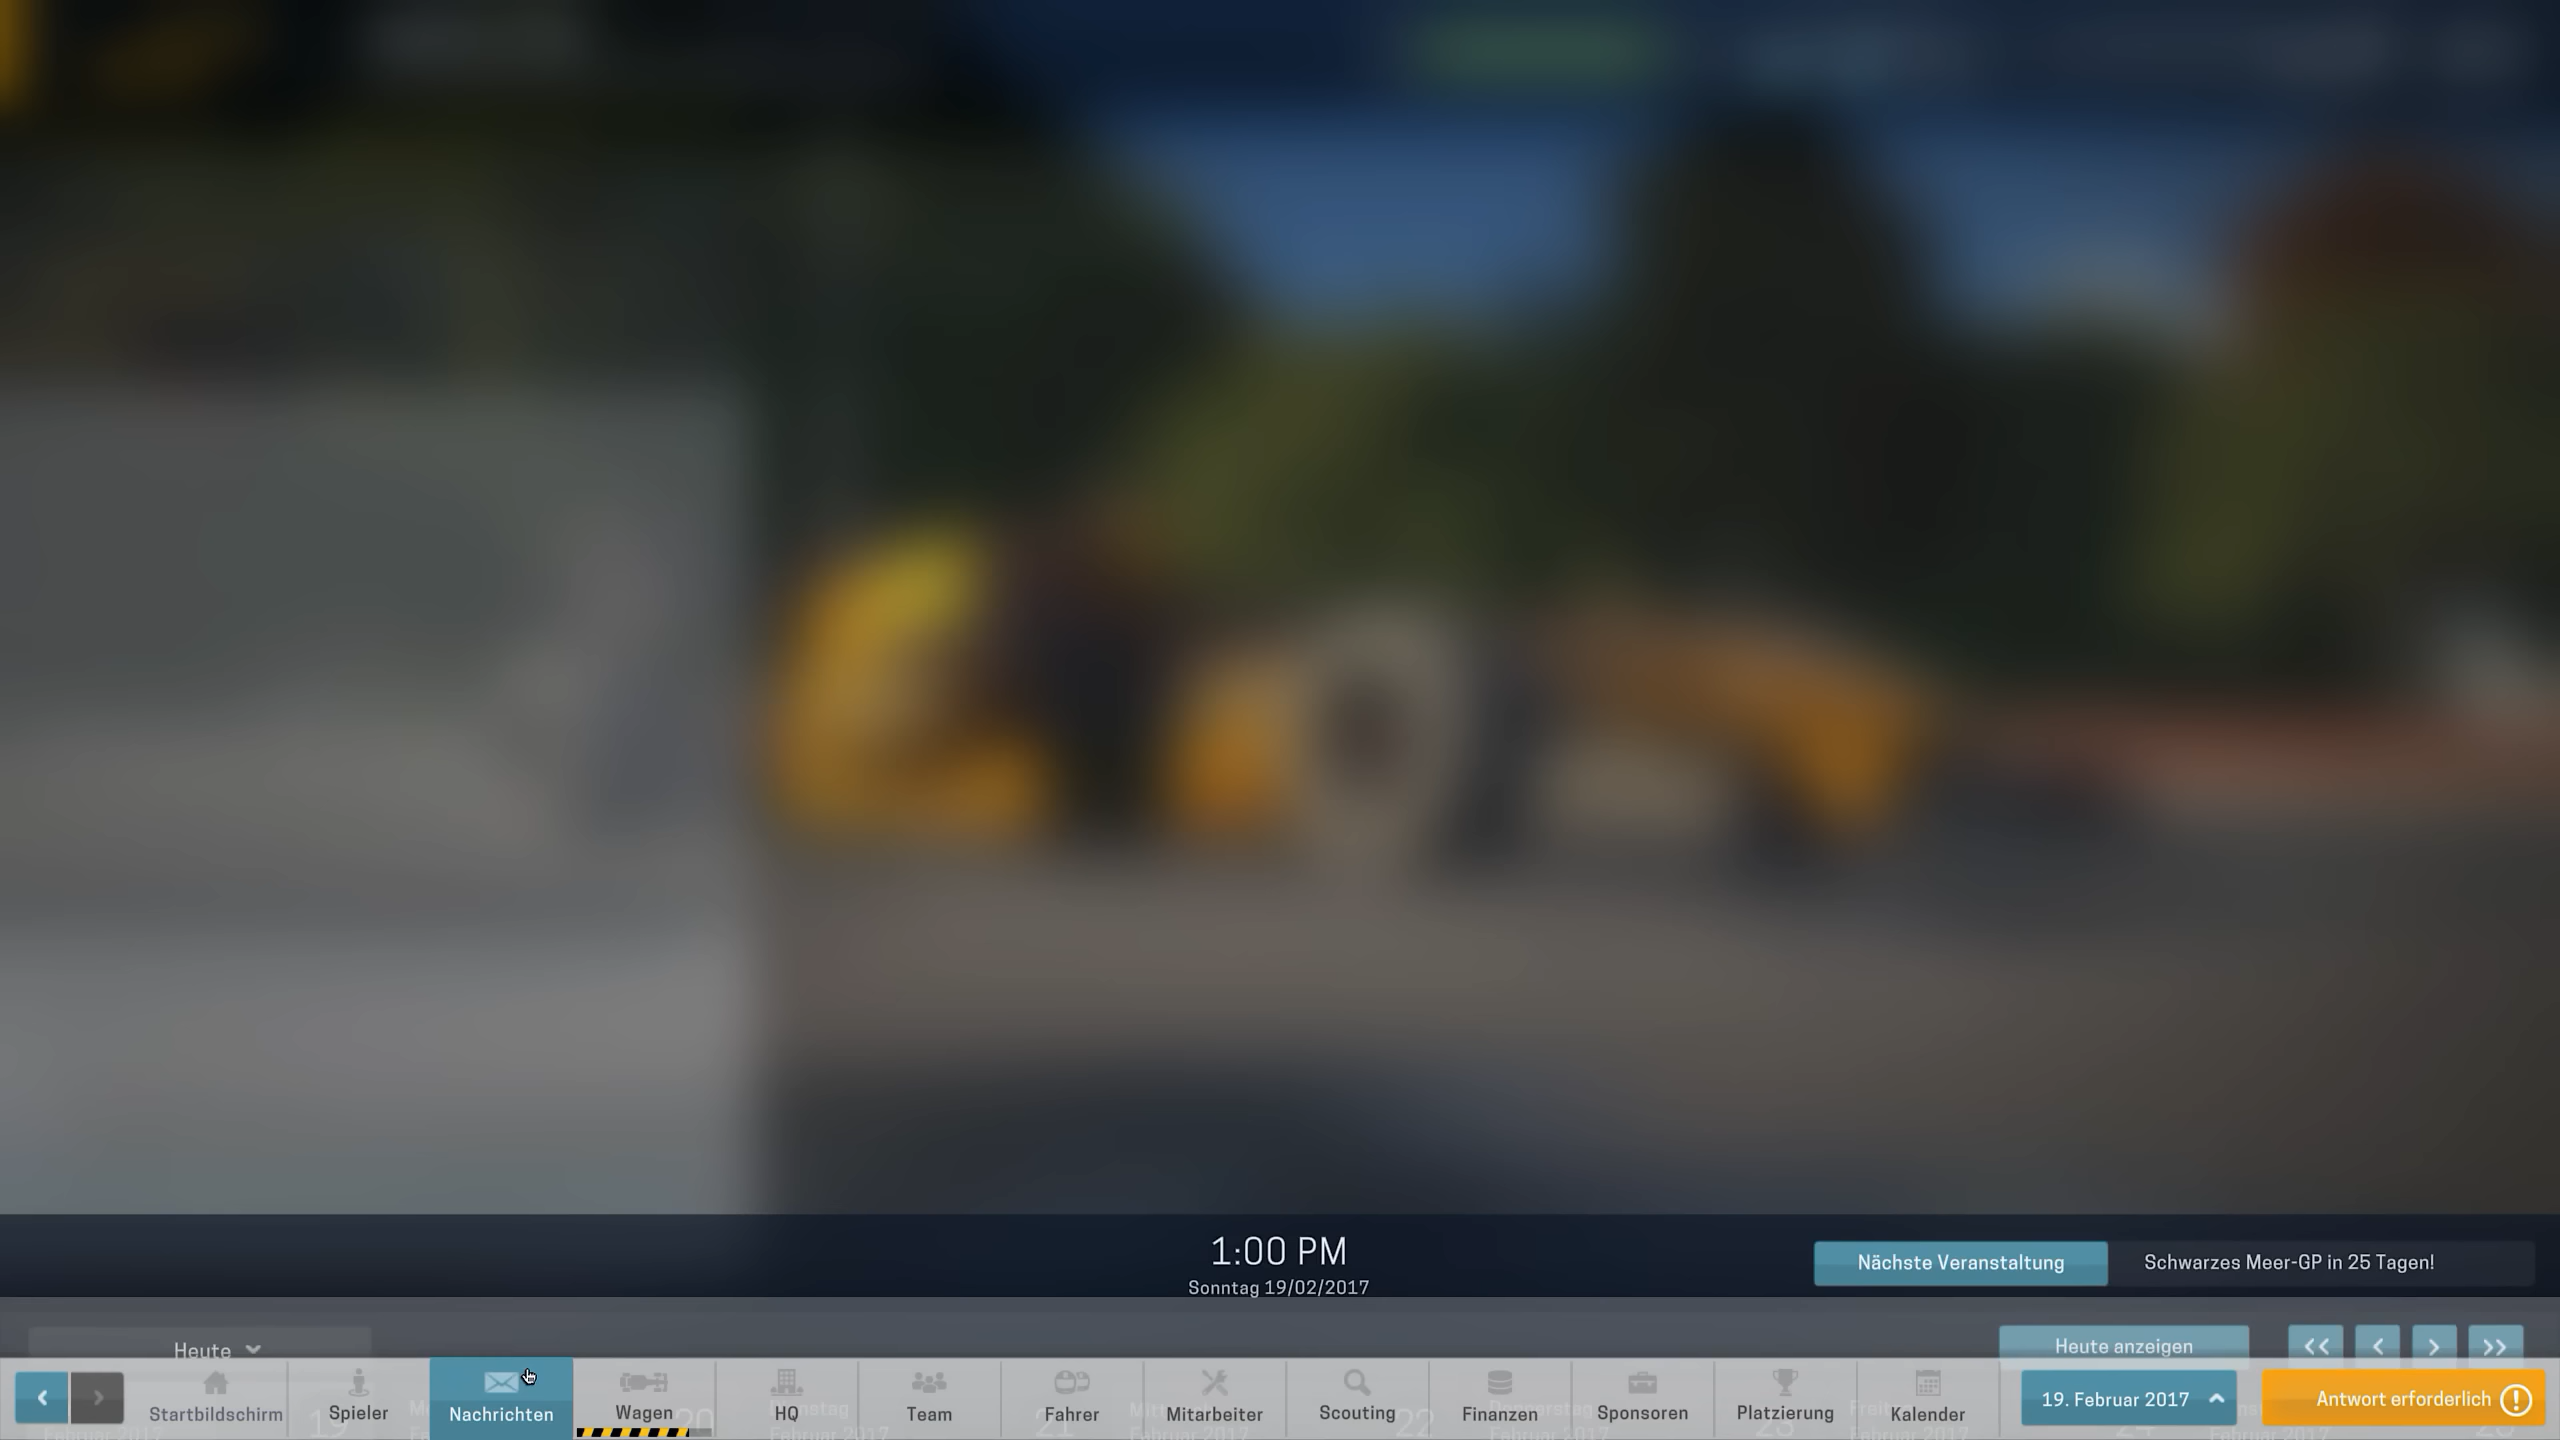 1:00 PM
Sonntag 19/02/2017
Nächste Veranstaltung
Schwarzes Meer-GP in 25 Tagen!
Heute
Heute anzeigen
Startbildschirm
Spieler
Nachrichten
Wagen
HQ
Team
Fahrer
Mitarbeiter
Scouting
Finanzen
Sponsoren
Platzierung
Kalender
19. Februar 2017
Antwort erforderlich